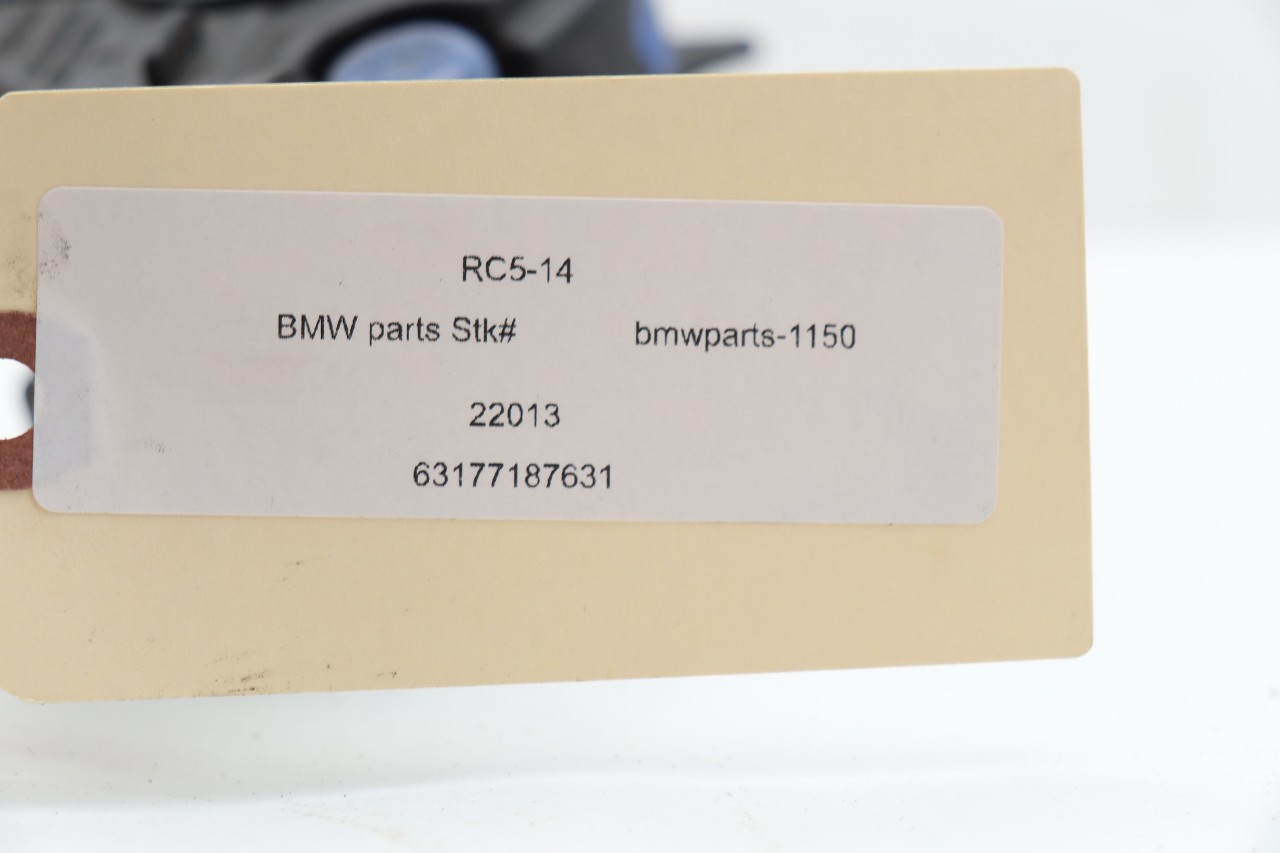 RC5-14
BMW parts Stk# bmwparts-1150
22013
63177187631